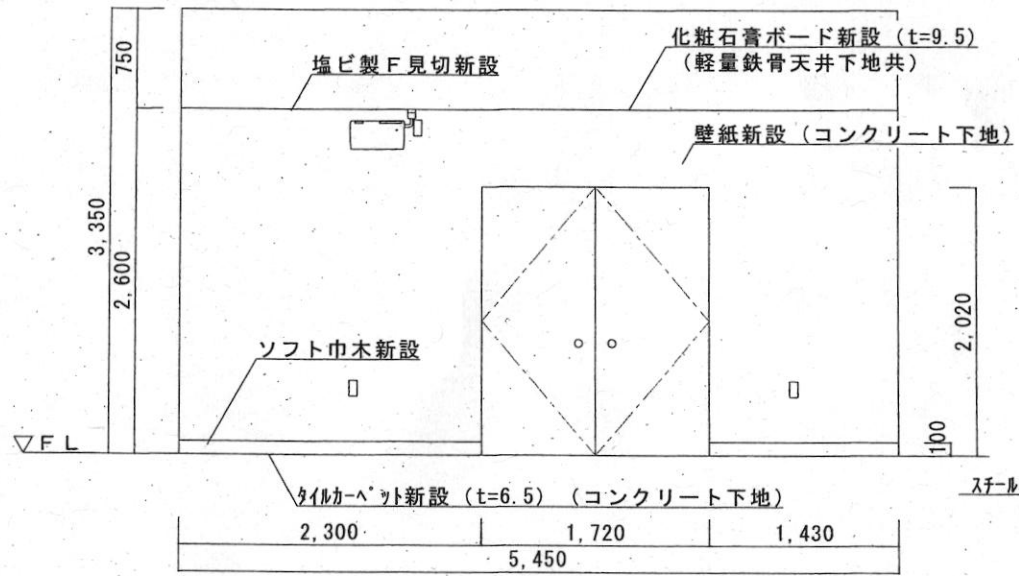 750
3,350
2,600
塩ビ製F見切新設
化粧石膏ボード新設(t=9.5)
(軽量鉄骨天井下地共)
壁紙新設(コンクリート下地)
2,020
ソフト巾木新設
100
▽FL
タイルカーペット新設(t=6.5) (コンクリート下地)
スチール
2,300
1,720
1,430
5,450